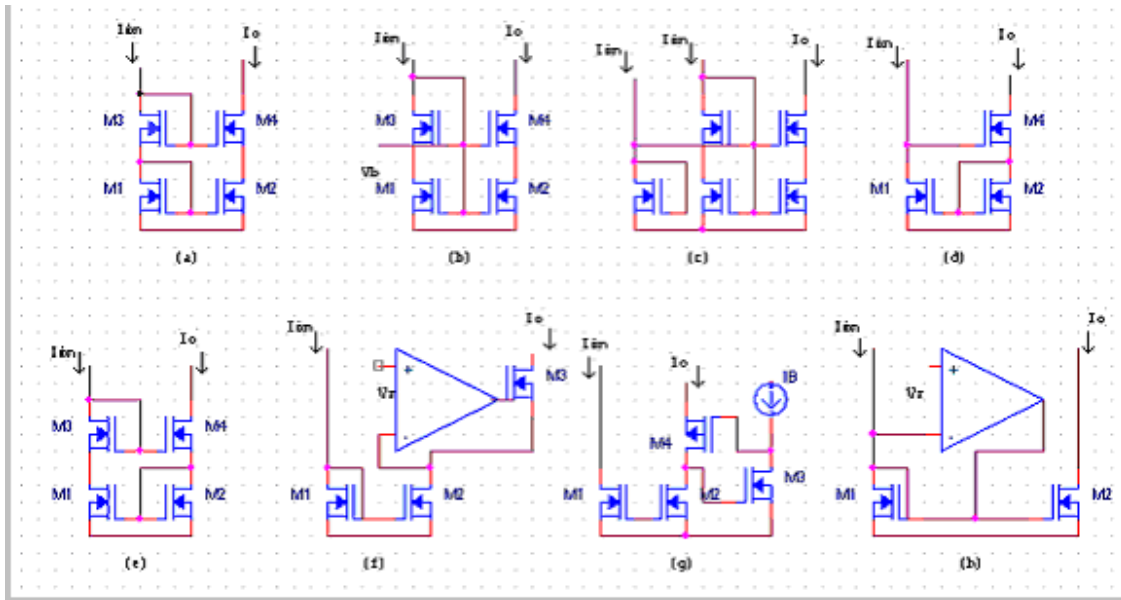 Iin Io
M3 M4
M1 M2
(a)
Iin Io
M3 M4
Vb
M1 M2
(b)
Iin Iin Io
(c)
Iin Io
M4
M1 M2
(d)
Iin Io
M3 M4
M1 M2
(e)
Iin Io
+
Vr M3
-
M1 M2
(f)
Iin Io IB
M4
M3
M1 M2
(g)
Iin Io
+
Vr
-
M1 M2
(h)